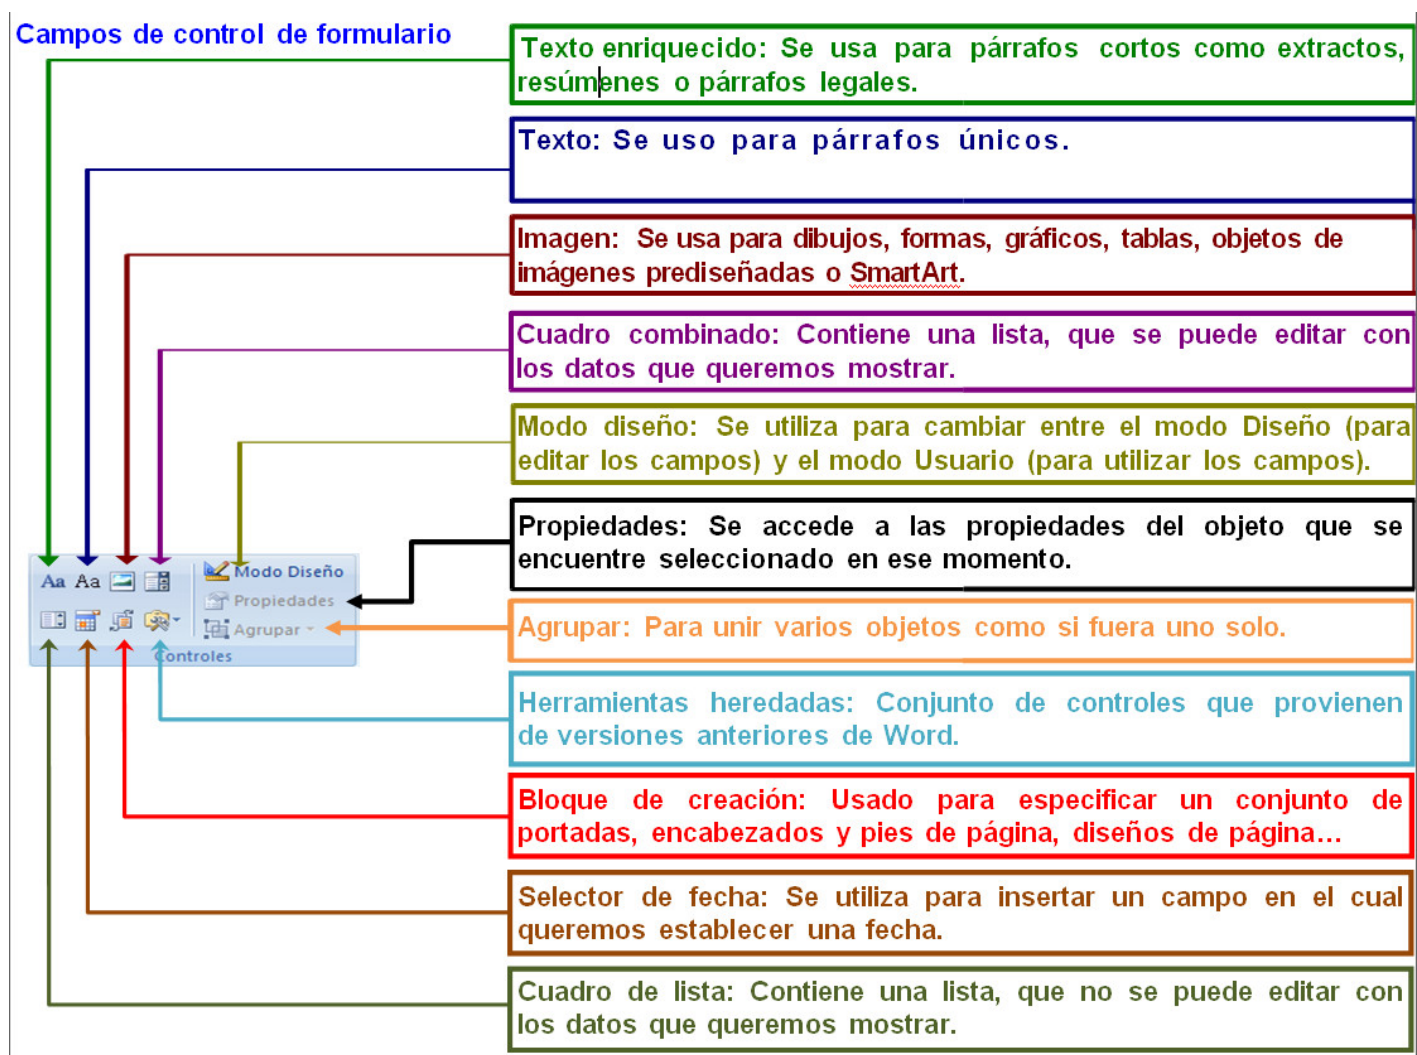 Campos de control de formulario
Texto enriquecido: Se usa para párrafos cortos como extractos,
resúmenes o párrafos legales.
Texto: Se uso para párrafos únicos.
Imagen: Se usa para dibujos, formas, gráficos, tablas, objetos de
imágenes prediseñadas o SmartArt.
Cuadro combinado: Contiene una lista, que se puede editar con
los datos que queremos mostrar.
Modo diseño: Se utiliza para cambiar entre el modo Diseño (para
editar los campos) y el modo Usuario (para utilizar los campos).
Propiedades: Se accede a las propiedades del objeto que se
encuentre seleccionado en ese momento.
Aa Aa Modo Diseño
Propiedades
Agrupar
Controles
Agrupar: Para unir varios objetos como si fuera uno solo.
Herramientas heredadas: Conjunto de controles que provienen
de versiones anteriores de Word.
Bloque de creación: Usado para especificar un conjunto de
portadas, encabezados y pies de página, diseños de página...
Selector de fecha: Se utiliza para insertar un campo en el cual
queremos establecer una fecha.
Cuadro de lista: Contiene una lista, que no se puede editar con
los datos que queremos mostrar.